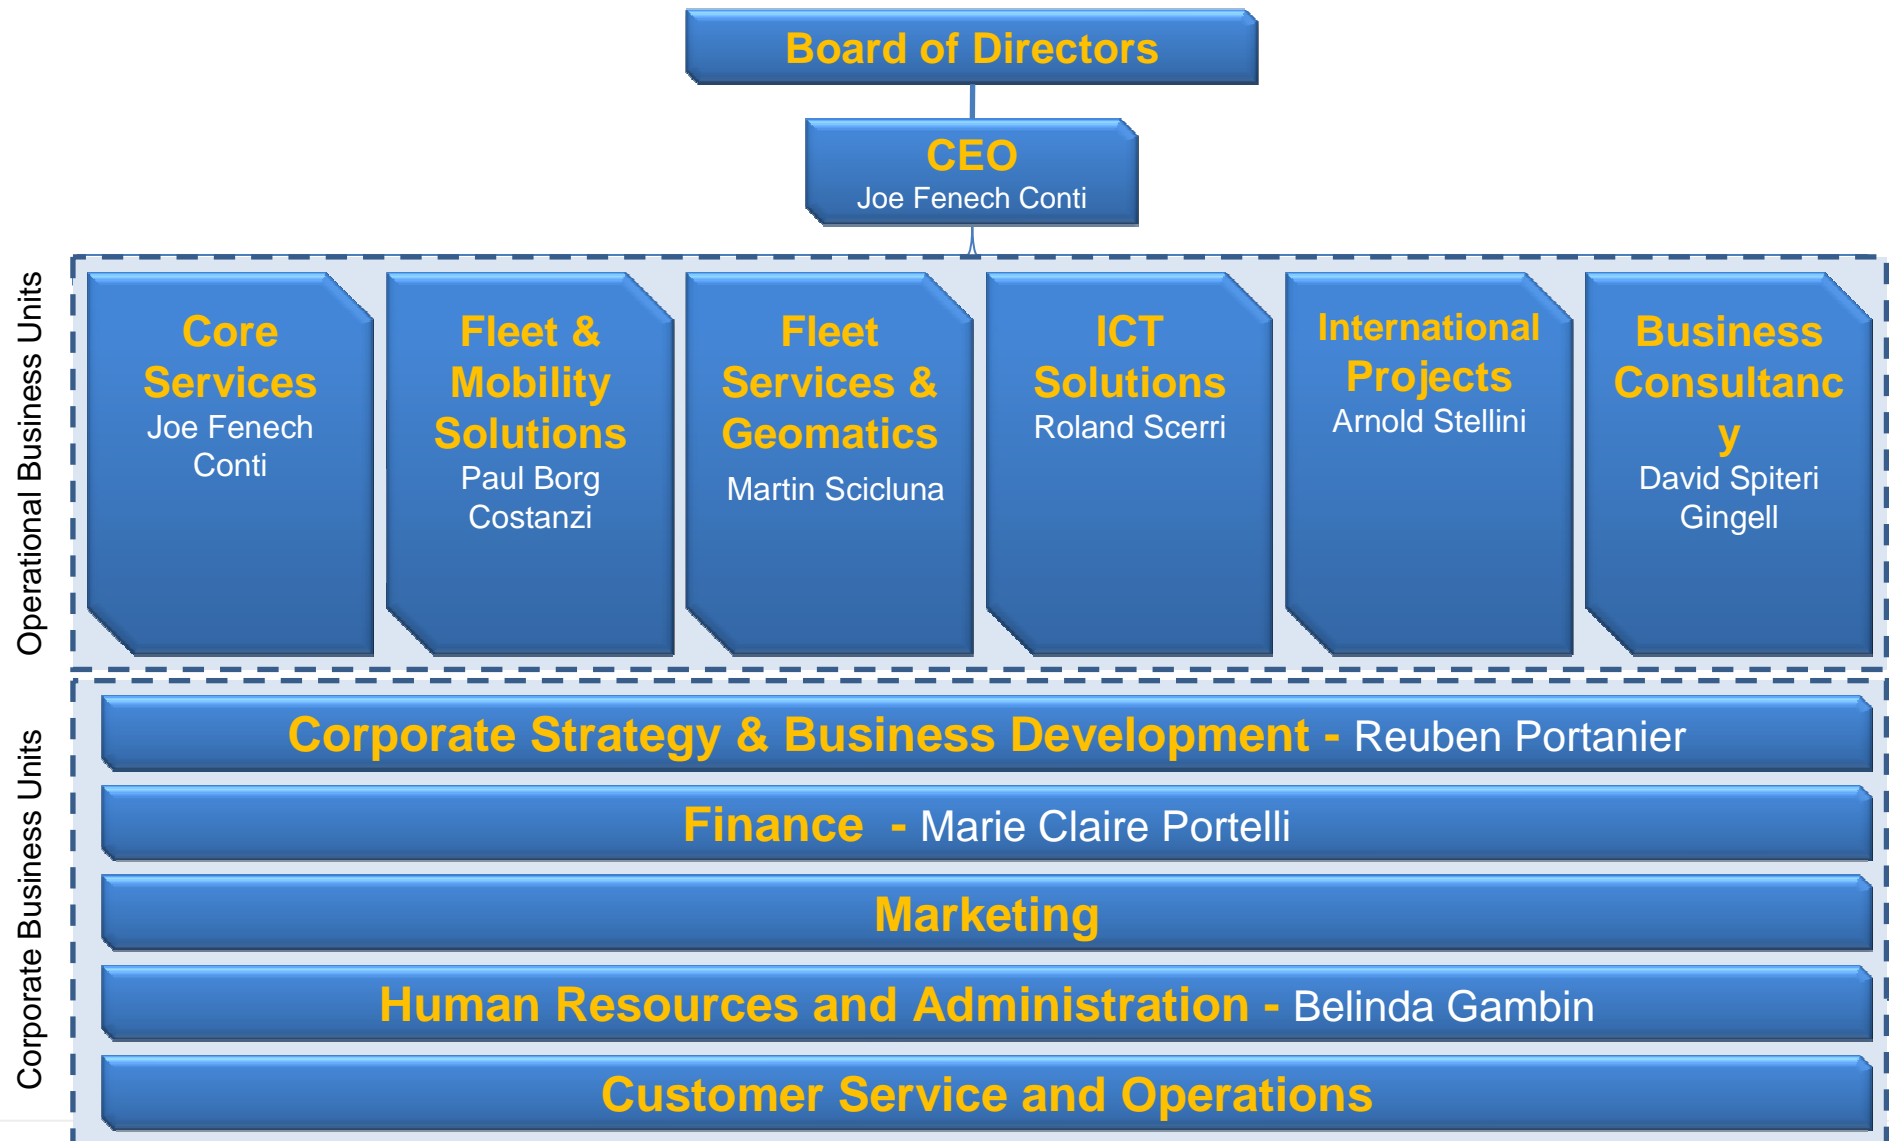 Board of Directors
CEO
Joe Fenech Conti
Operational Business Units
Core
Services
Joe Fenech
Conti
Fleet &
Mobility
Solutions
Paul Borg
Costanzi
Fleet
Services &
Geomatics
Martin Scicluna
ICT
Solutions
Roland Scerri
International
Projects
Arnold Stellini
Business
Consultanc
y
David Spiteri
Gingell
Corporate Business Units
Corporate Strategy & Business Development - Reuben Portanier
Finance - Marie Claire Portelli
Marketing
Human Resources and Administration - Belinda Gambin
Customer Service and Operations